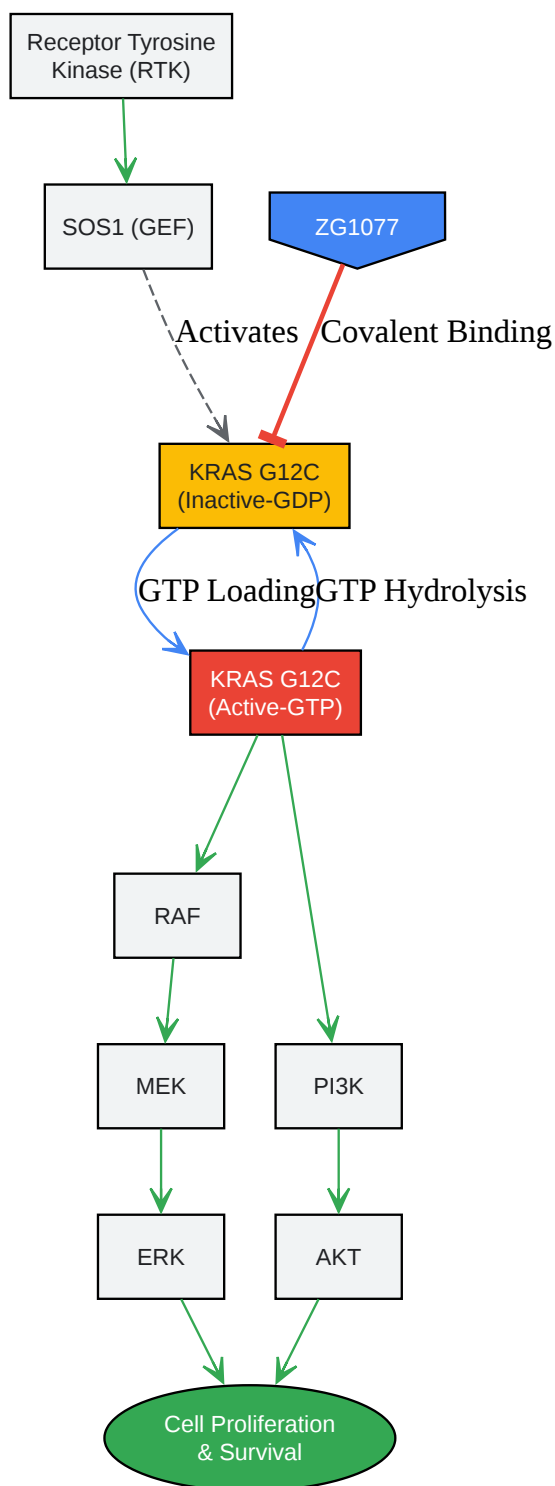 Receptor Tyrosine
Kinase (RTK)
SOS1 (GEF)
ZG1077
Activates
Covalent Binding
KRAS G12C
(Inactive-GDP)
GTP Loading
GTP Hydrolysis
KRAS G12C
(Active-GTP)
RAF
MEK
PI3K
ERK
AKT
Cell Proliferation
& Survival